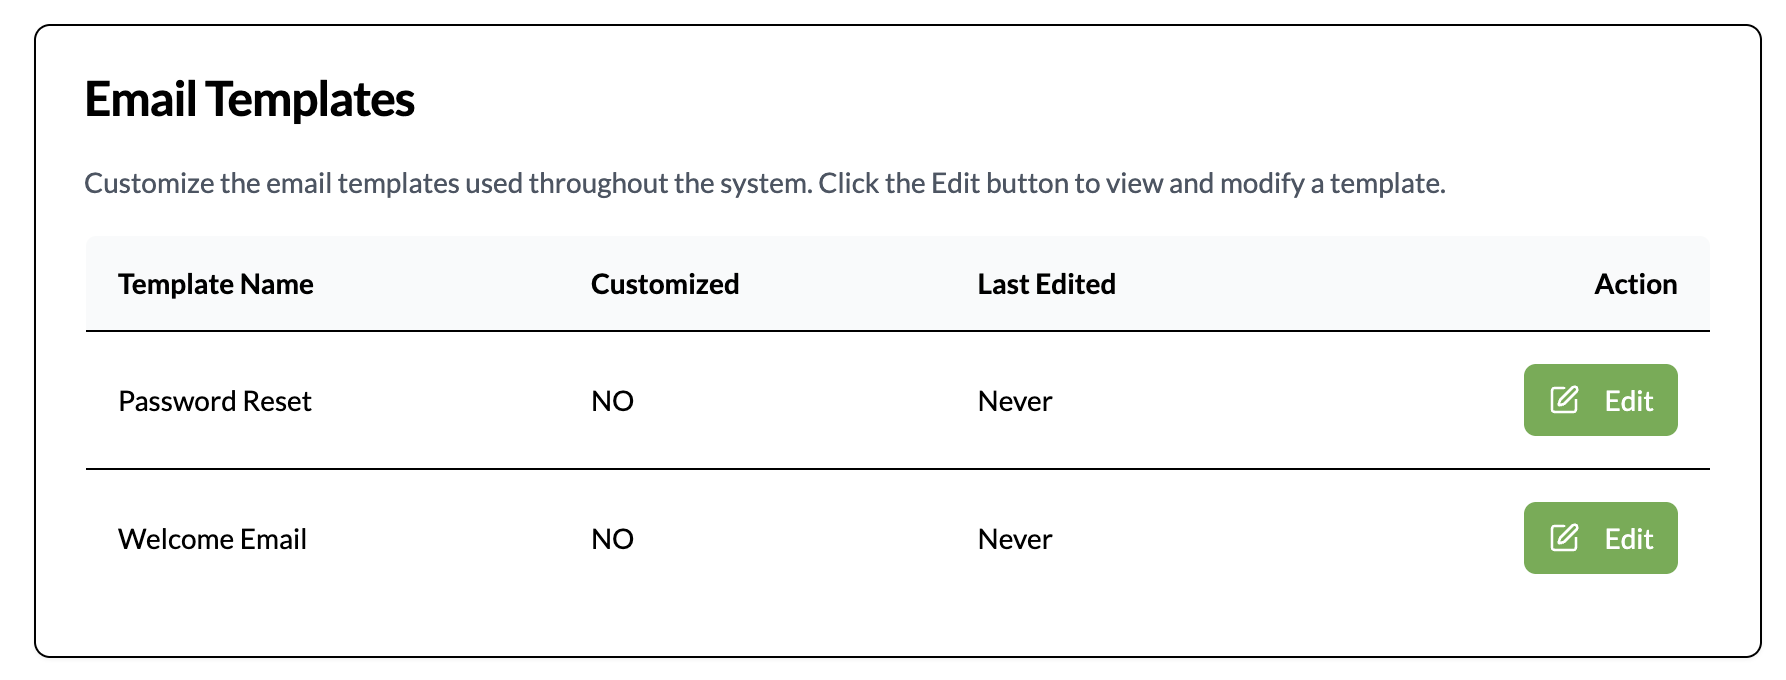 Email Templates
Customize the email templates used throughout the system. Click the Edit button to view and modify a template.
Template Name Customized Last Edited Action
Password Reset NO Never Edit
Welcome Email NO Never Edit